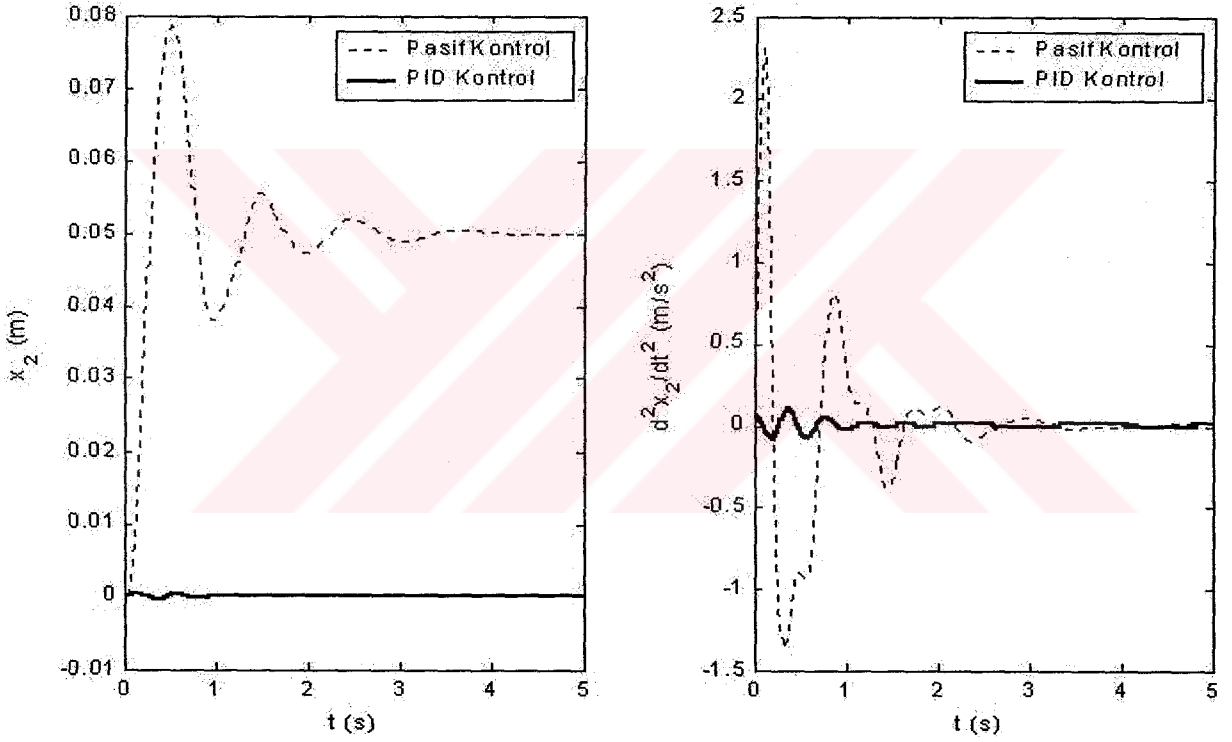 0.08
0.07
0.06
0.05
0.04
0.03
0.02
0.01
0
-0.01
x_2 (m)
0 1 2 3 4 5
t (s)
Pasif Kontrol
PID Kontrol
2.5
2
1.5
1
0.5
0
-0.5
-1
-1.5
d²x_2/dt² (m/s²)
0 1 2 3 4 5
t (s)
Pasif Kontrol
PID Kontrol